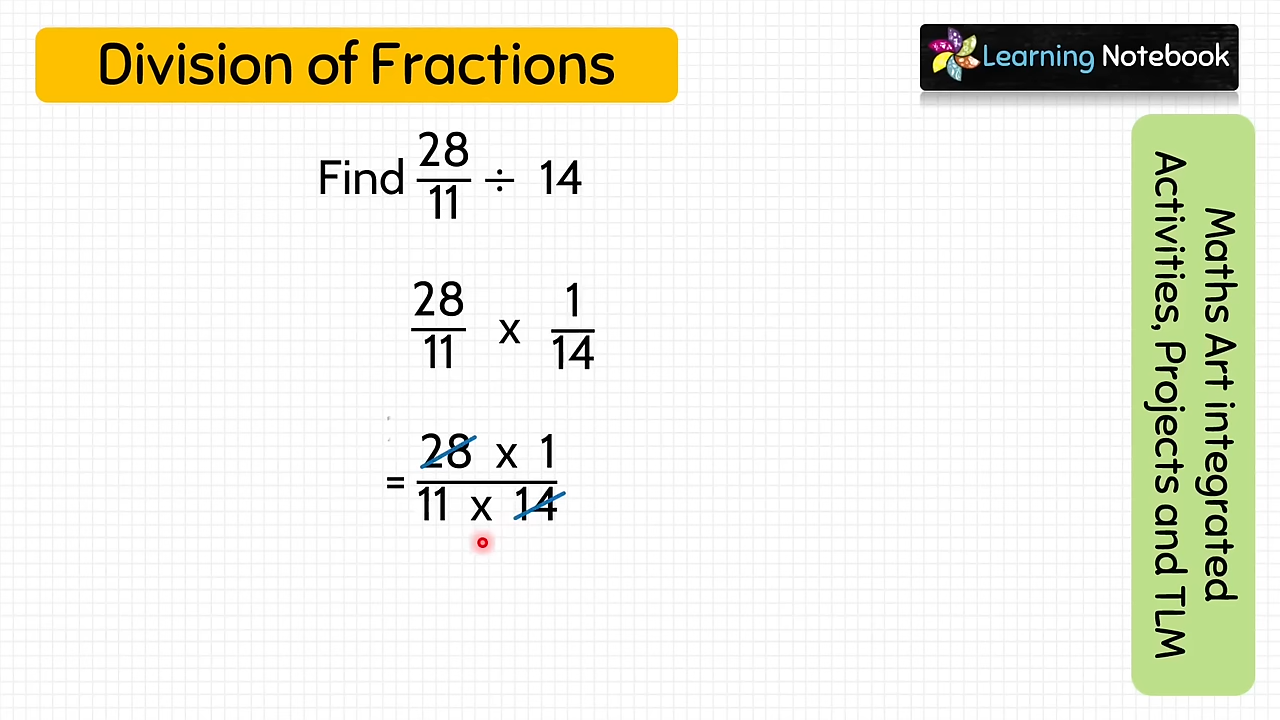 Division of Fractions
Learning Notebook
Find 28/11 ÷ 14
28/11 x 1/14
= 28 x 1
11 x 14
Maths Art integrated
Activities, Projects and TLM